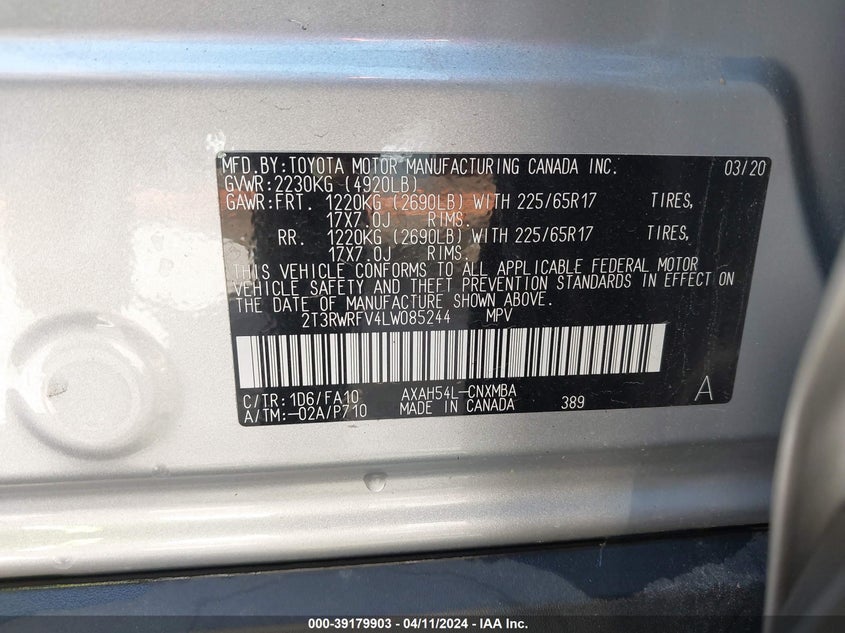 MFD.BY:TOYOTA MOTOR MANUFACTURING CANADA INC. 03/20
GVWR:2230KG (4920LB)
GAWR:FRT. 1220KG (2690LB) WITH 225/65R17 TIRES,
17X7.0J RIMS.
RR. 1220KG (2690LB) WITH 225/65R17 TIRES,
17X7.0J RIMS.
THIS VEHICLE CONFORMS TO ALL APPLICABLE FEDERAL MOTOR
VEHICLE SAFETY AND THEFT PREVENTION STANDARDS IN EFFECT ON
THE DATE OF MANUFACTURE SHOWN ABOVE.
2T3RWRFV4LW085244 MPV
C/TR:1D6/FA10 AXAH54L-CNXMBA A
A/TM:-02A/P710 MADE IN CANADA 389
000-39179903 - 04/11/2024 - IAA Inc.